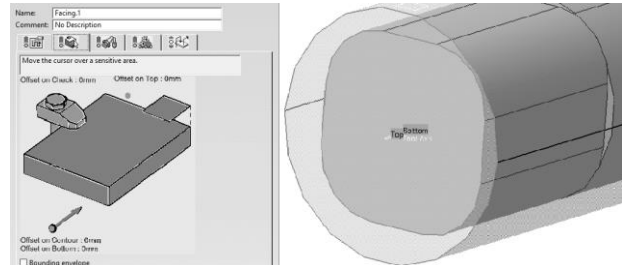 Name: Facing.1
Comment: No Description
Move the cursor over a sensitive area.
Offset on Check : 0mm Offset on Top : 0mm
Offset on Contour : 0mm
Offset on Bottom : 0mm
Bounding envelope
Top Bottom